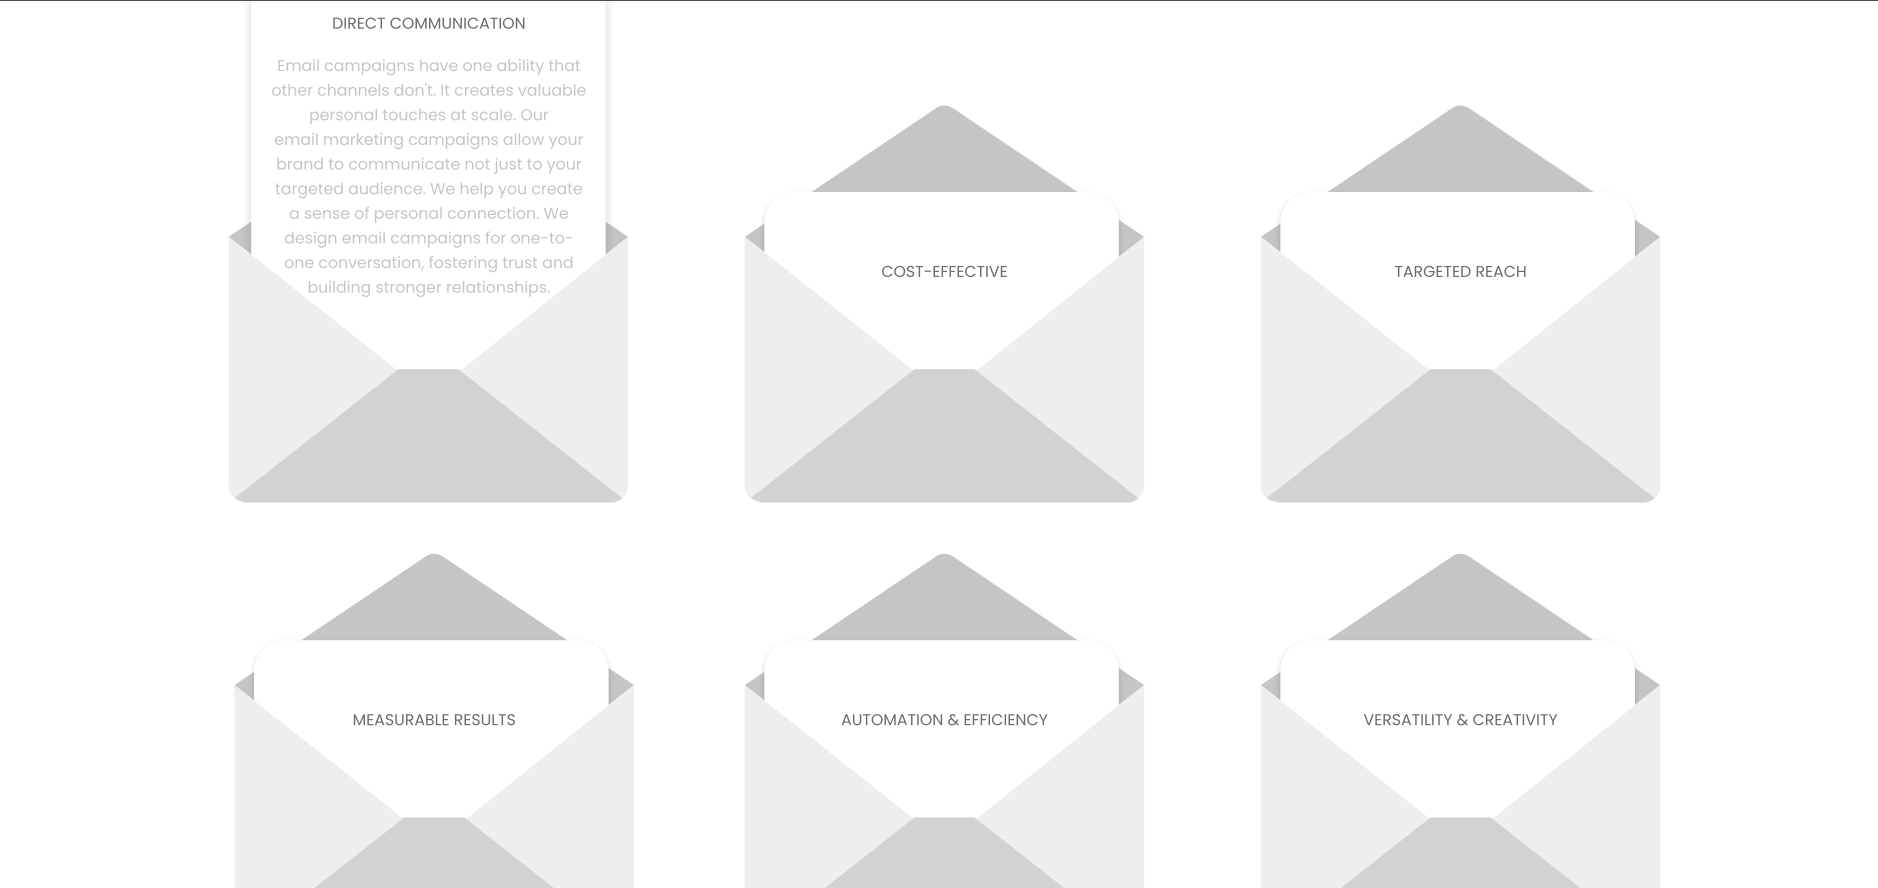 DIRECT COMMUNICATION
Email campaigns have one ability that
other channels don't. It creates valuable
personal touches at scale. Our
email marketing campaigns allow your
brand to communicate not just to your
targeted audience. We help you create
a sense of personal connection. We
design email campaigns for one-to-
one conversation, fostering trust and
building stronger relationships.
COST-EFFECTIVE
TARGETED REACH
MEASURABLE RESULTS
AUTOMATION & EFFICIENCY
VERSATILITY & CREATIVITY